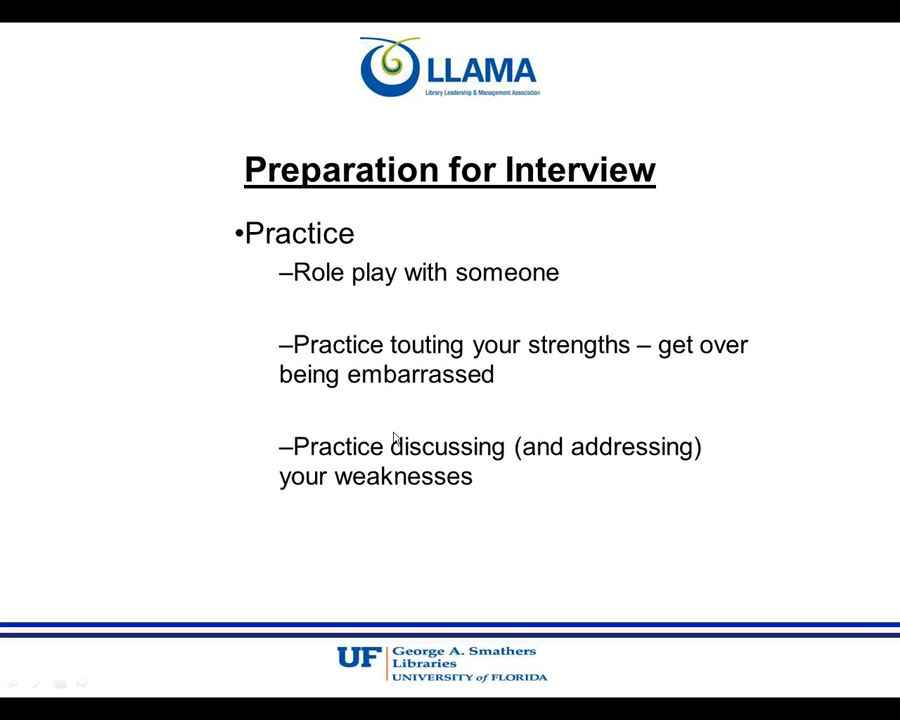 LLAMA
Library Leadership & Management Association
Preparation for Interview
•Practice
–Role play with someone
–Practice touting your strengths – get over
being embarrassed
–Practice discussing (and addressing)
your weaknesses
UF
George A. Smathers
Libraries
UNIVERSITY of FLORIDA